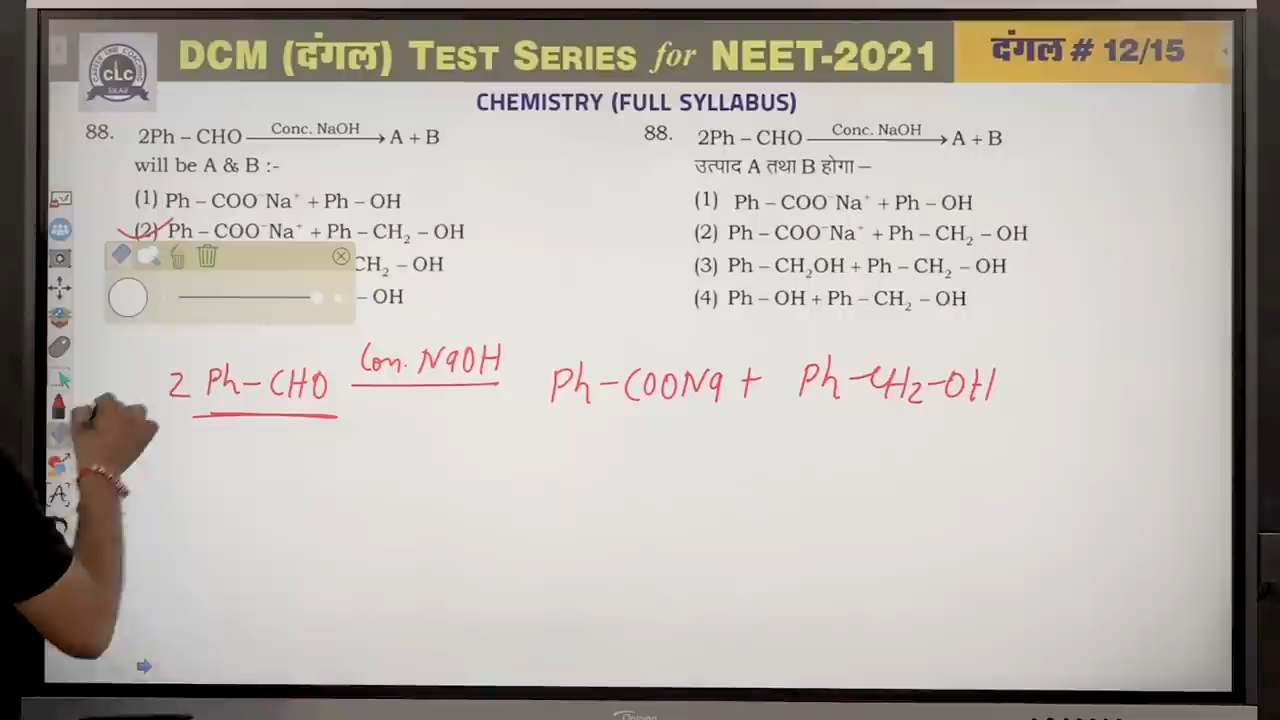 DCM (दंगल) TEST SERIES for NEET-2021
दंगल # 12/15
CLC
SIKAR
CHEMISTRY (FULL SYLLABUS)
88. 2Ph – CHO Conc. NaOH → A + B
will be A & B :-
(1) Ph – COO⁻Na⁺ + Ph – OH
(2) Ph – COO⁻Na⁺ + Ph – CH₂ – OH
CH₂ – OH
– OH
88. 2Ph – CHO Conc. NaOH → A + B
उत्पाद A तथा B होगा –
(1) Ph – COO⁻Na⁺ + Ph – OH
(2) Ph – COO⁻Na⁺ + Ph – CH₂ – OH
(3) Ph – CH₂OH + Ph – CH₂ – OH
(4) Ph – OH + Ph – CH₂ – OH
2 Ph-CHO Con. NaOH Ph-COONa + Ph-CH₂-OH
A